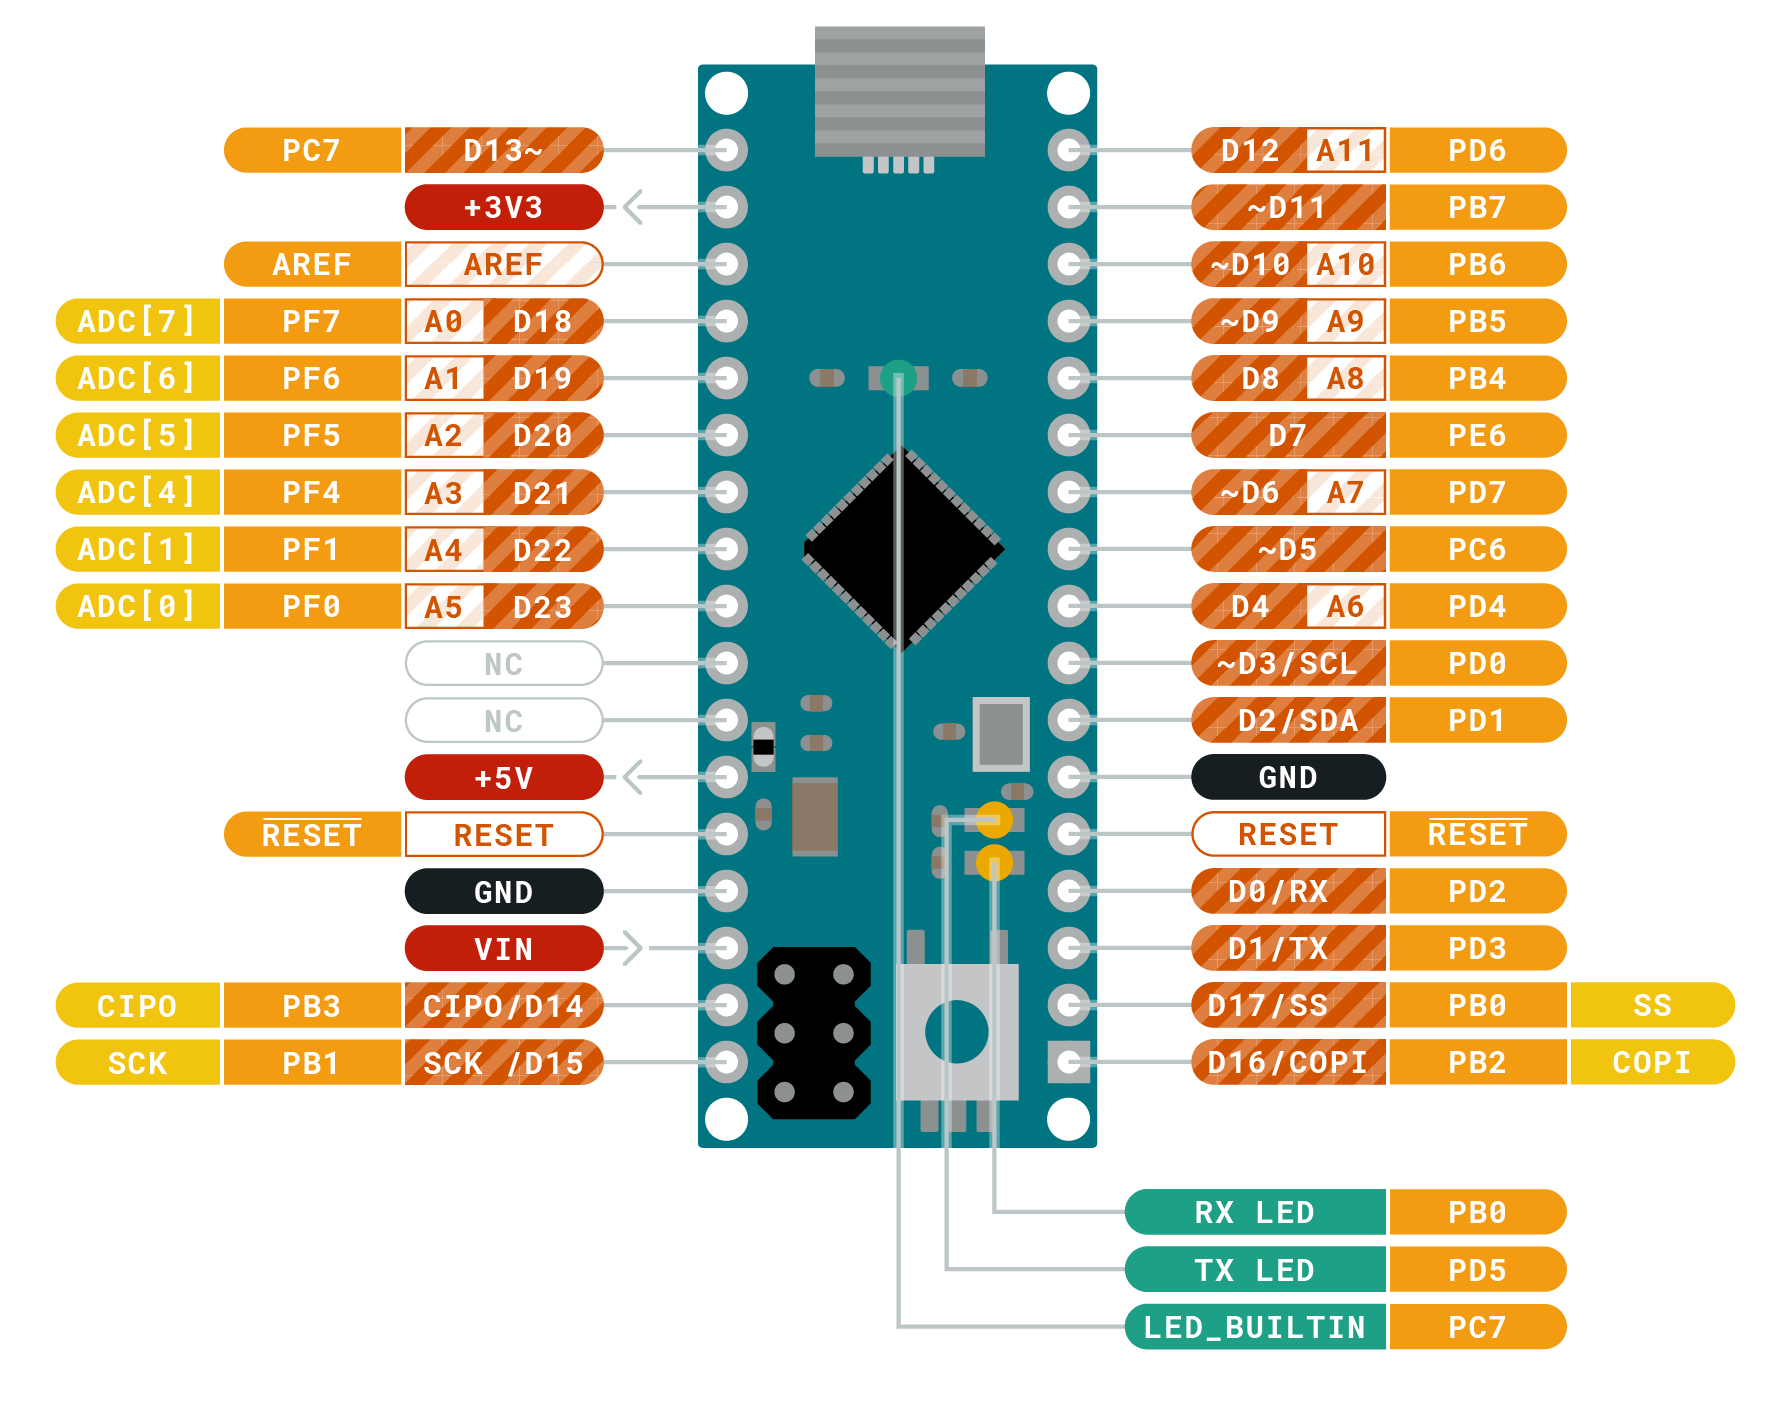 PC7 D13~ D12 A11 PD6
+3V3 ~D11 PB7
AREF AREF ~D10 A10 PB6
ADC[7] PF7 A0 D18 ~D9 A9 PB5
ADC[6] PF6 A1 D19 D8 A8 PB4
ADC[5] PF5 A2 D20 D7 PE6
ADC[4] PF4 A3 D21 ~D6 A7 PD7
ADC[1] PF1 A4 D22 ~D5 PC6
ADC[0] PF0 A5 D23 D4 A6 PD4
NC ~D3/SCL PD0
NC D2/SDA PD1
+5V GND
RESET RESET RESET RESET
GND D0/RX PD2
VIN D1/TX PD3
CIPO PB3 CIPO/D14 D17/SS PB0 SS
SCK PB1 SCK /D15 D16/COPI PB2 COPI
RX LED PB0
TX LED PD5
LED_BUILTIN PC7